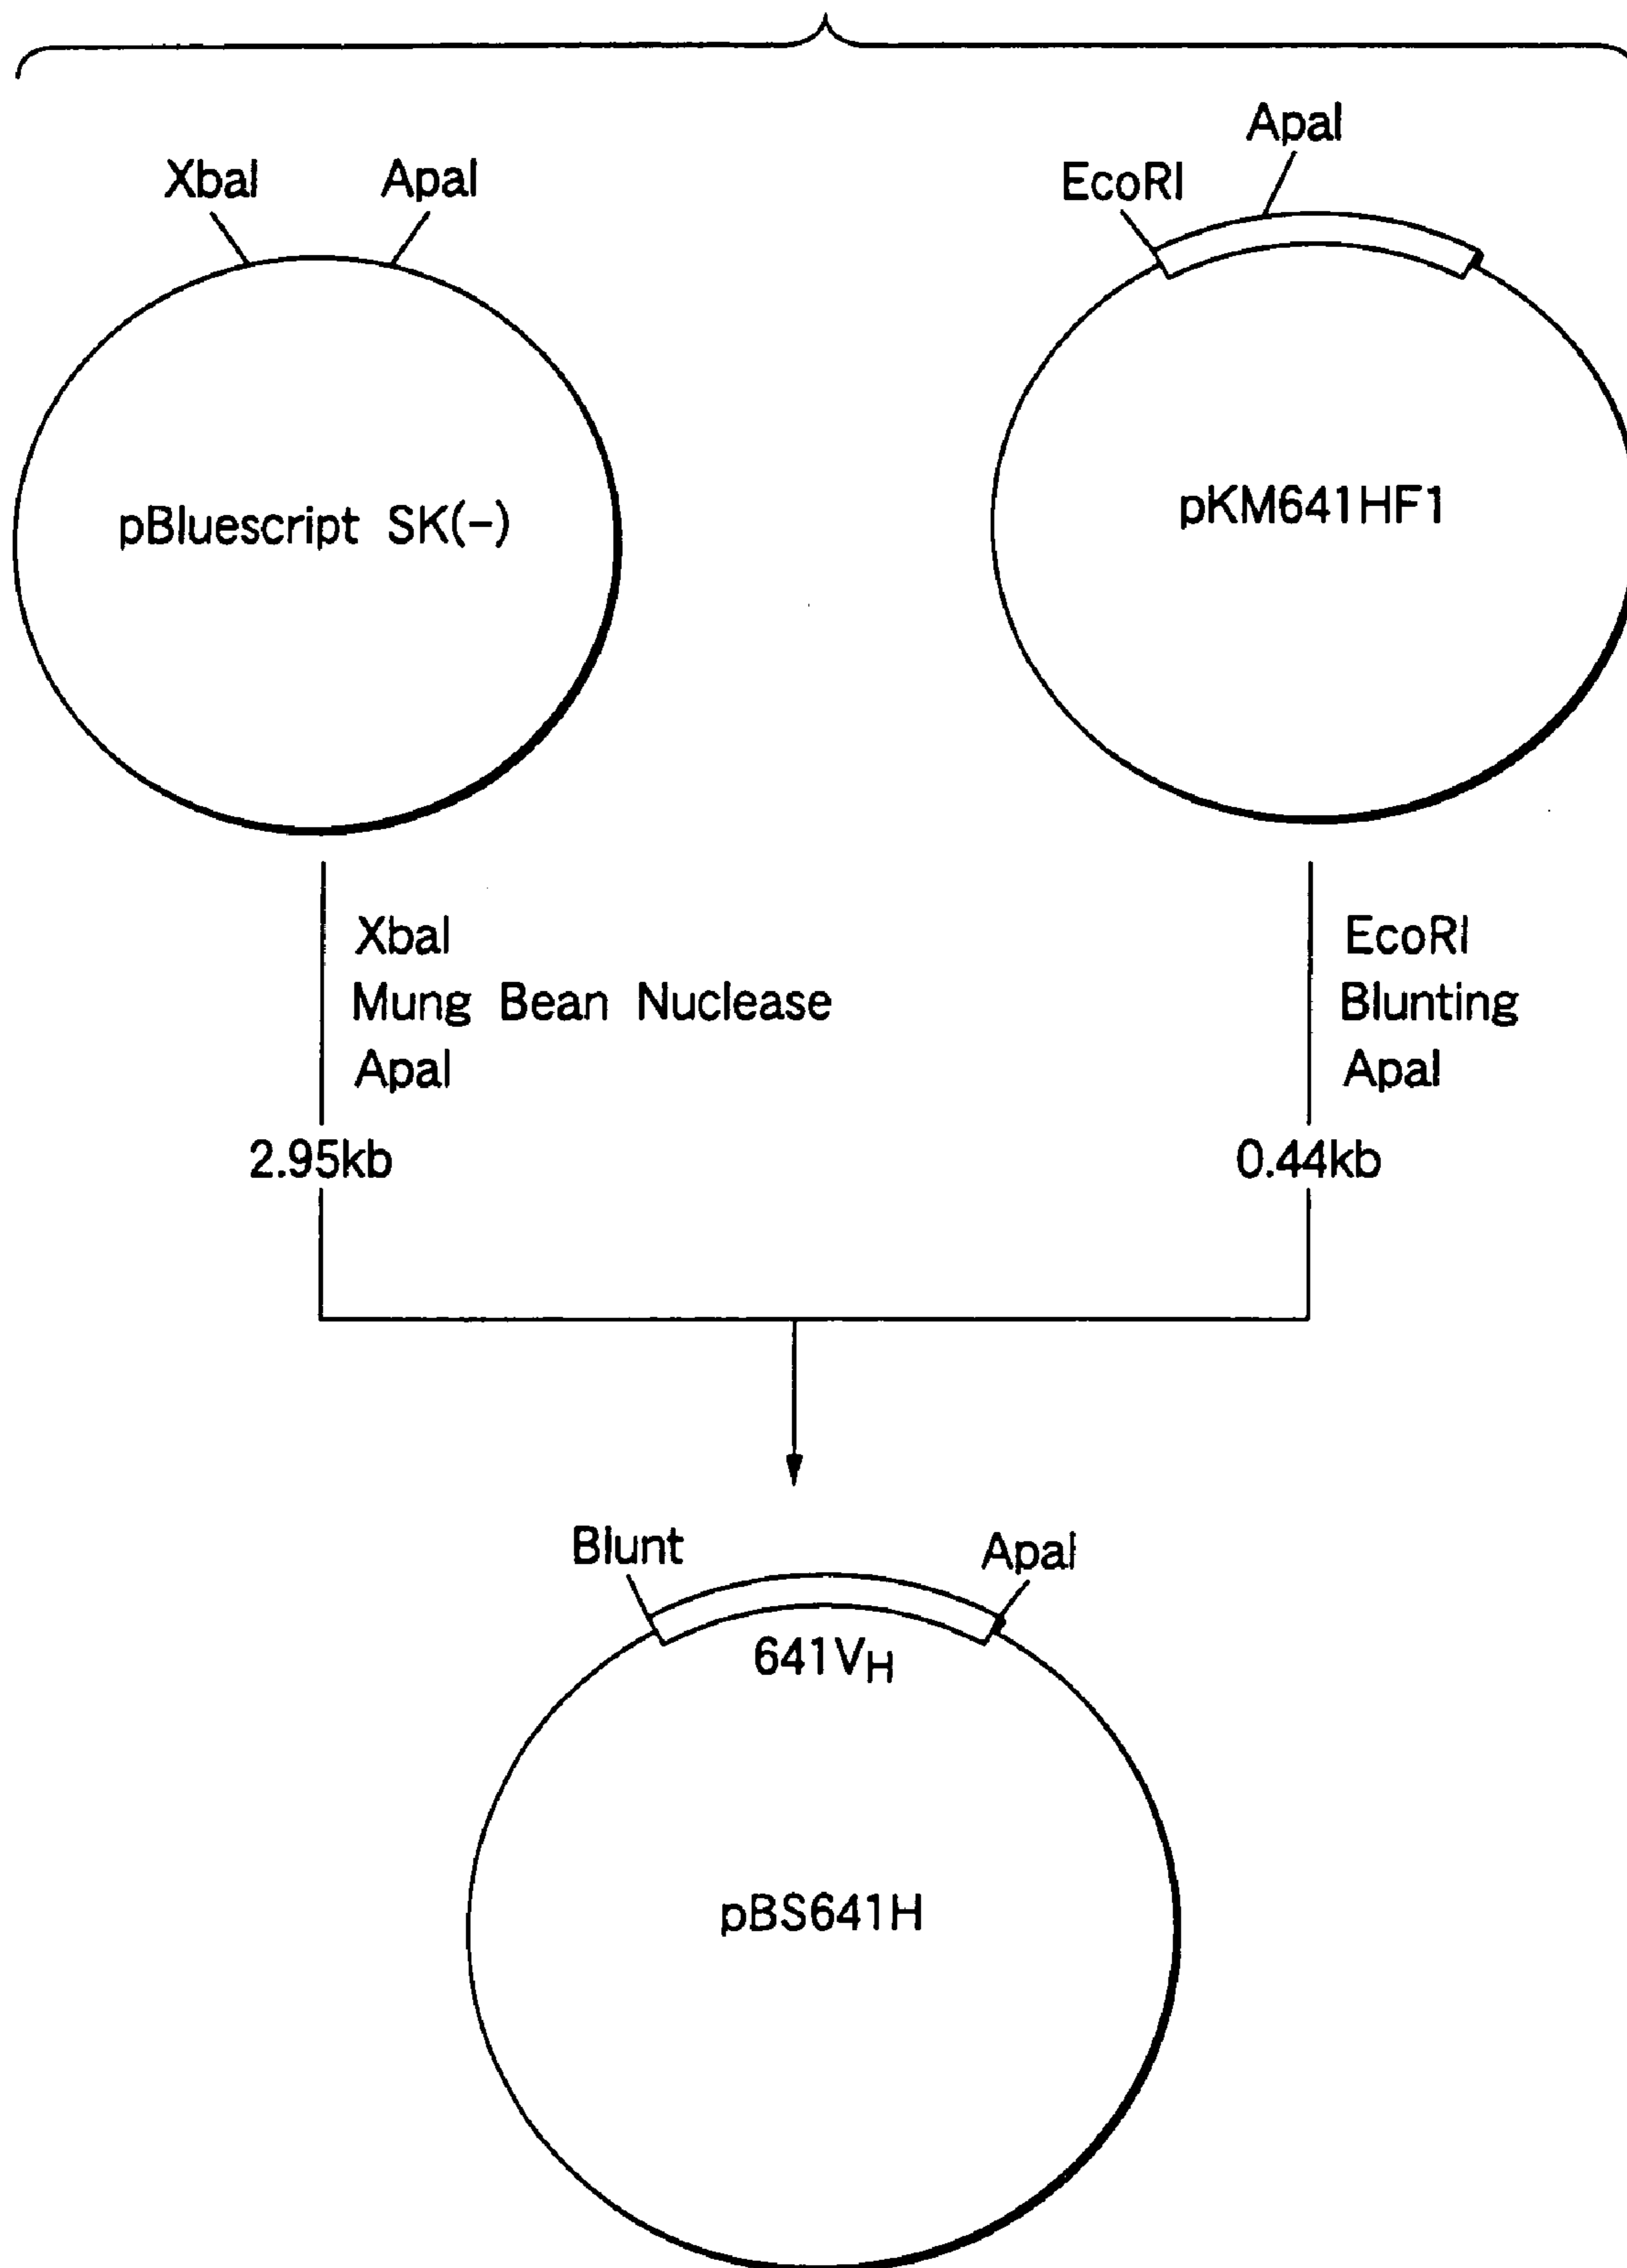 XbaI
ApaI
EcoRI
ApaI
pBluescript SK(-)
pKM641HF1
XbaI
Mung Bean Nuclease
ApaI
EcoRI
Blunting
ApaI
2.95kb
0.44kb
Blunt
ApaI
641VH
pBS641H